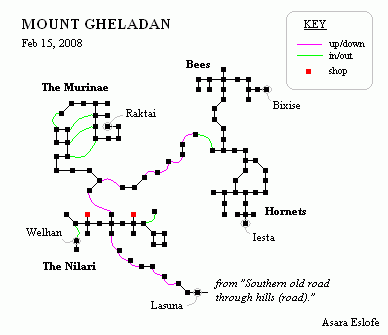 MOUNT GHELADAN
Feb 15, 2008
KEY
up/down
in/out
shop
Bees
Bixise
The Murinae
Raktai
Hornets
Iesta
Welhan
The Nilari
Lasuna
from "Southern old road
through hills (road)."
Asara Eslofe